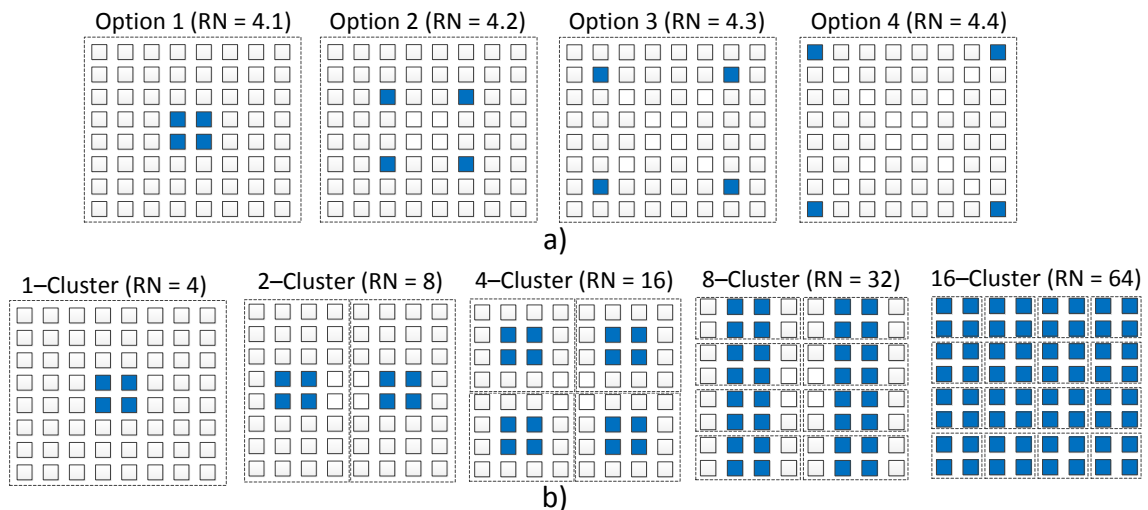 Option 1 (RN = 4.1) Option 2 (RN = 4.2) Option 3 (RN = 4.3) Option 4 (RN = 4.4)
a)
1–Cluster (RN = 4) 2–Cluster (RN = 8) 4–Cluster (RN = 16) 8–Cluster (RN = 32) 16–Cluster (RN = 64)
b)